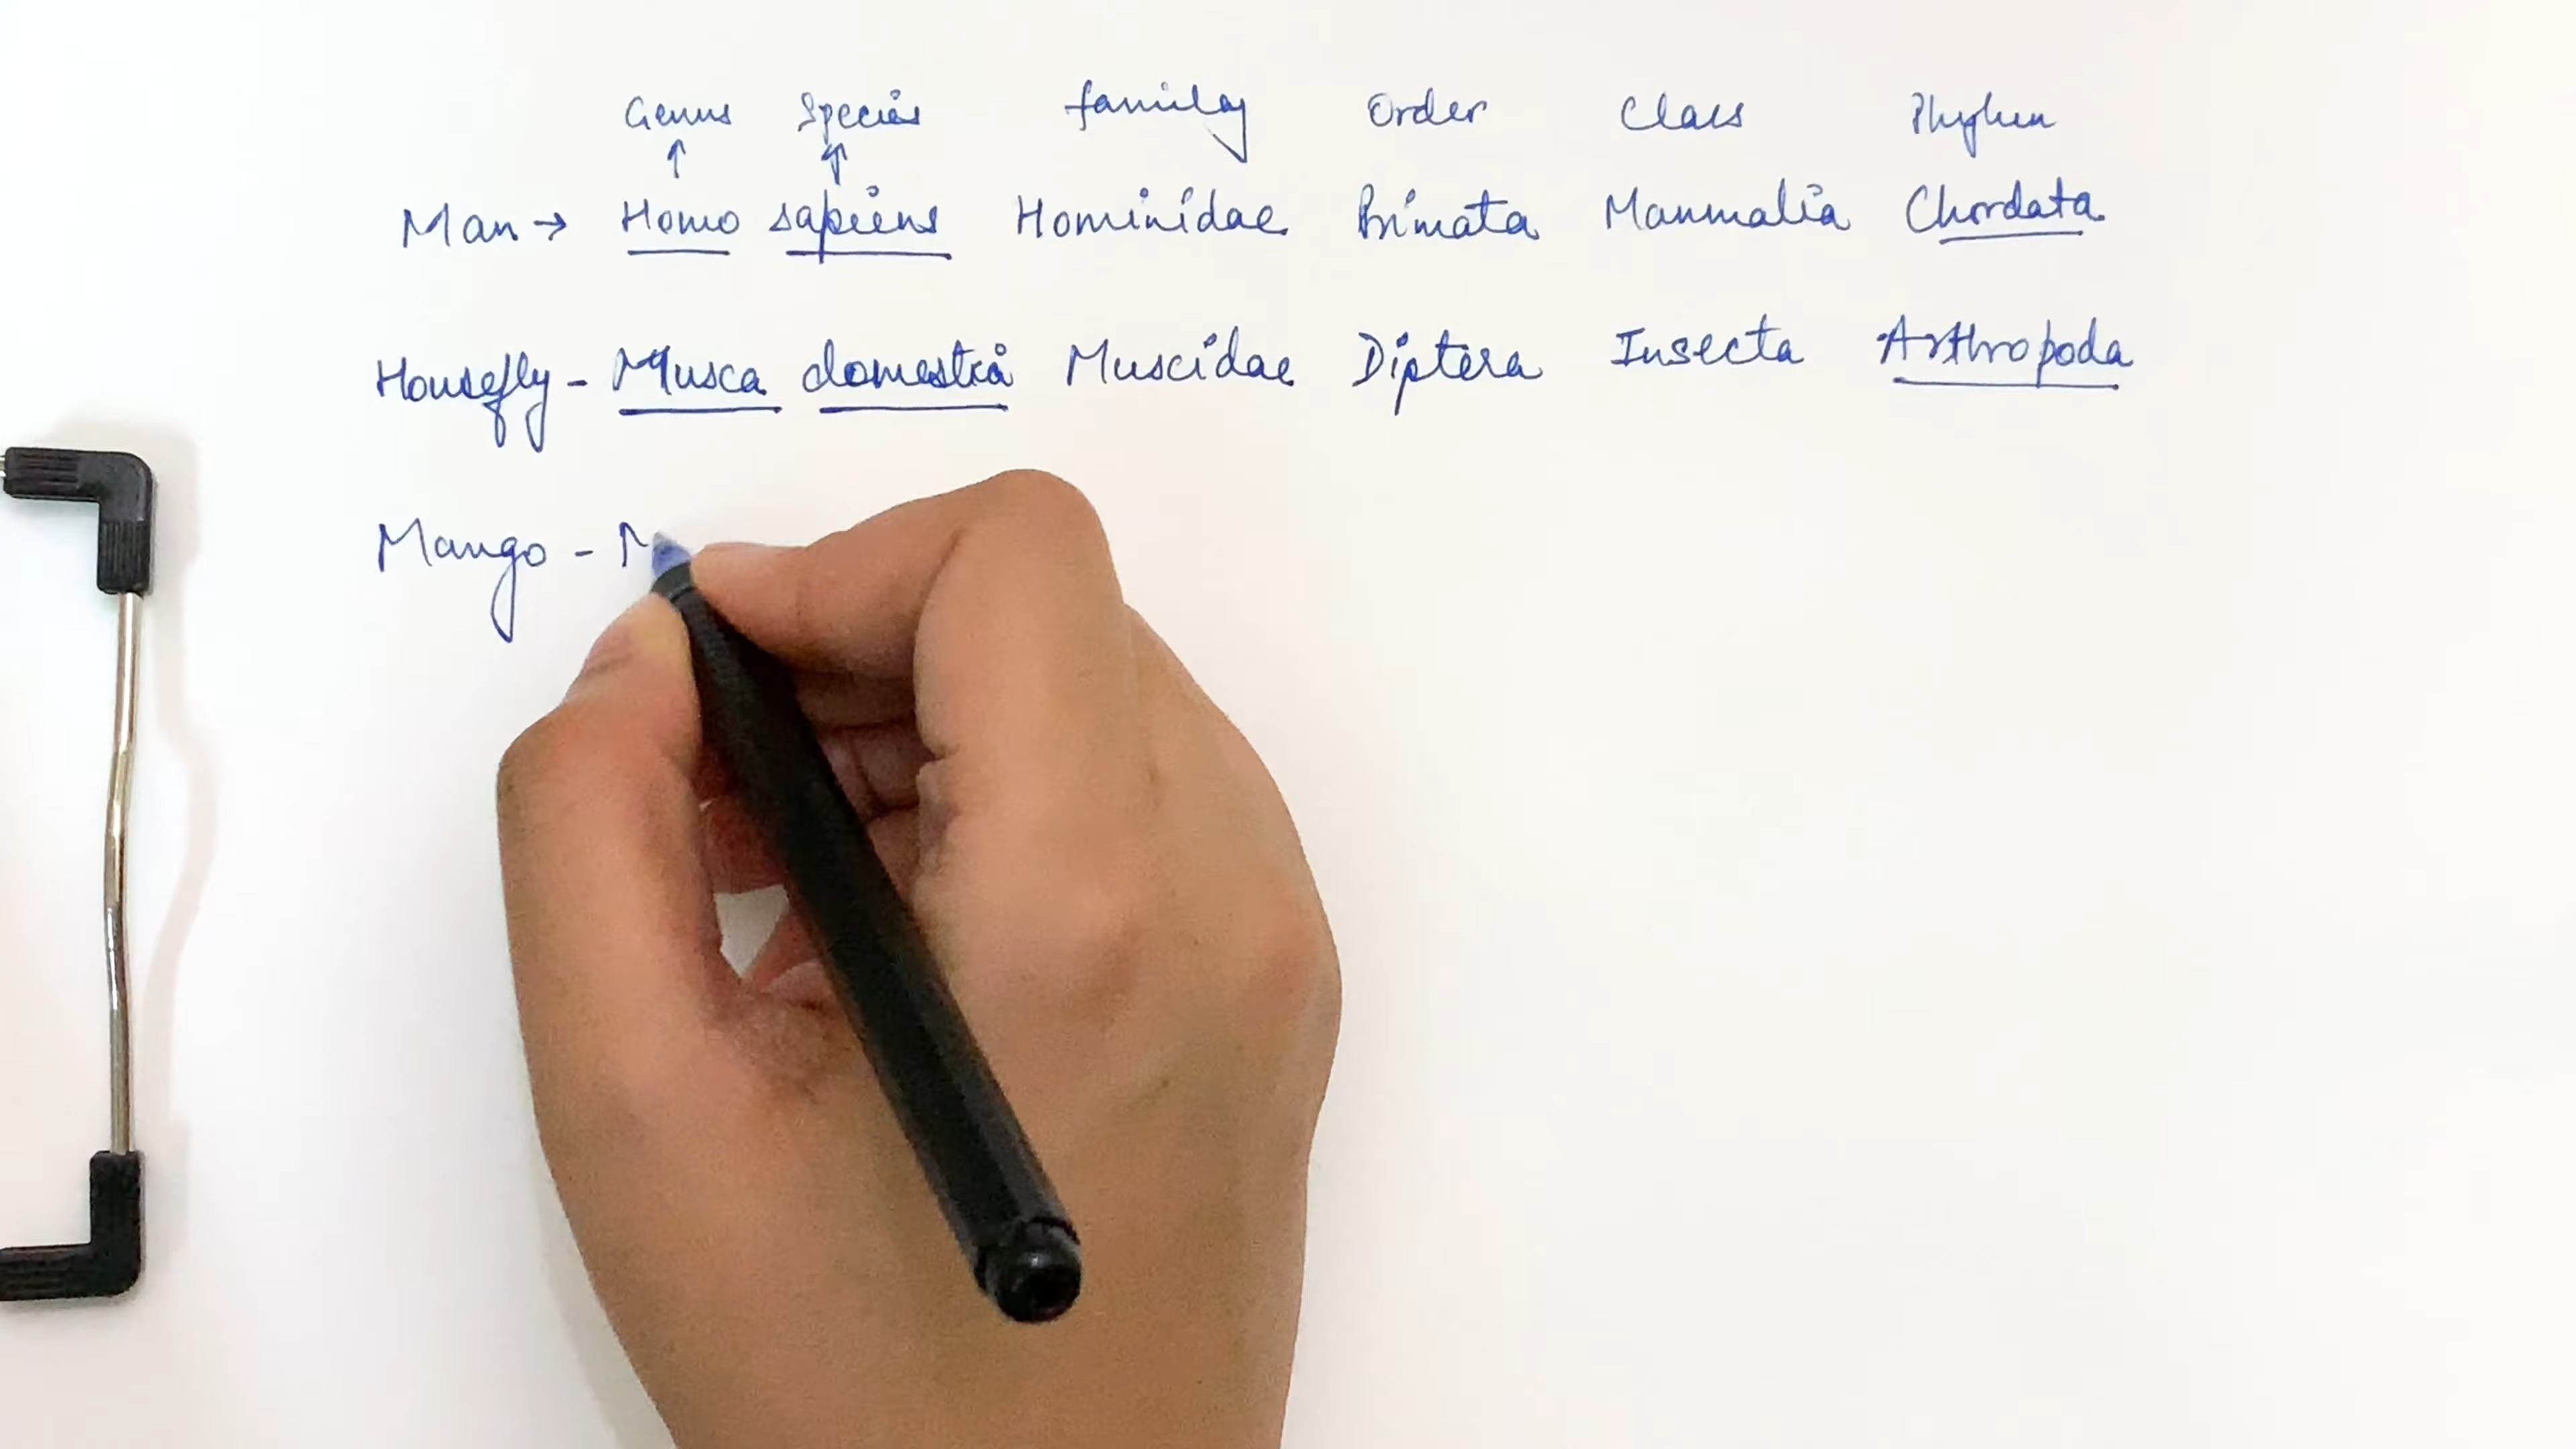 Genus Species family Order Class Phylum
↑ ↑
Man → Homo sapiens Hominidae Primata Mammalia Chordata
Housefly - Musca domestica Muscidae Diptera Insecta Arthropoda
Mango - M